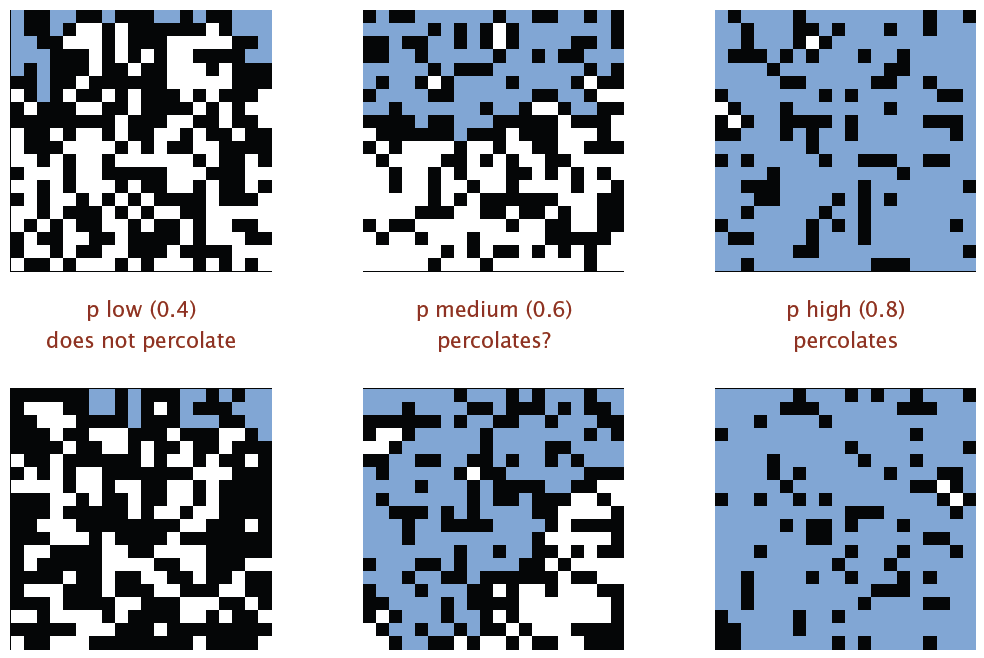 p low (0.4)
does not percolate
p medium (0.6)
percolates?
p high (0.8)
percolates